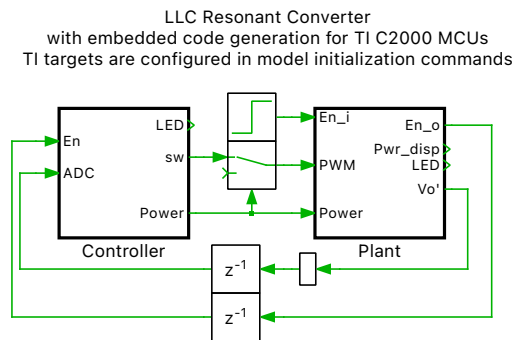 LLC Resonant Converter
with embedded code generation for TI C2000 MCUs
TI targets are configured in model initialization commands
En
ADC
LED
sw
Power
Controller
En_i
PWM
Power
En_o
Pwr_disp
LED
Vo'
Plant
z-1
z-1